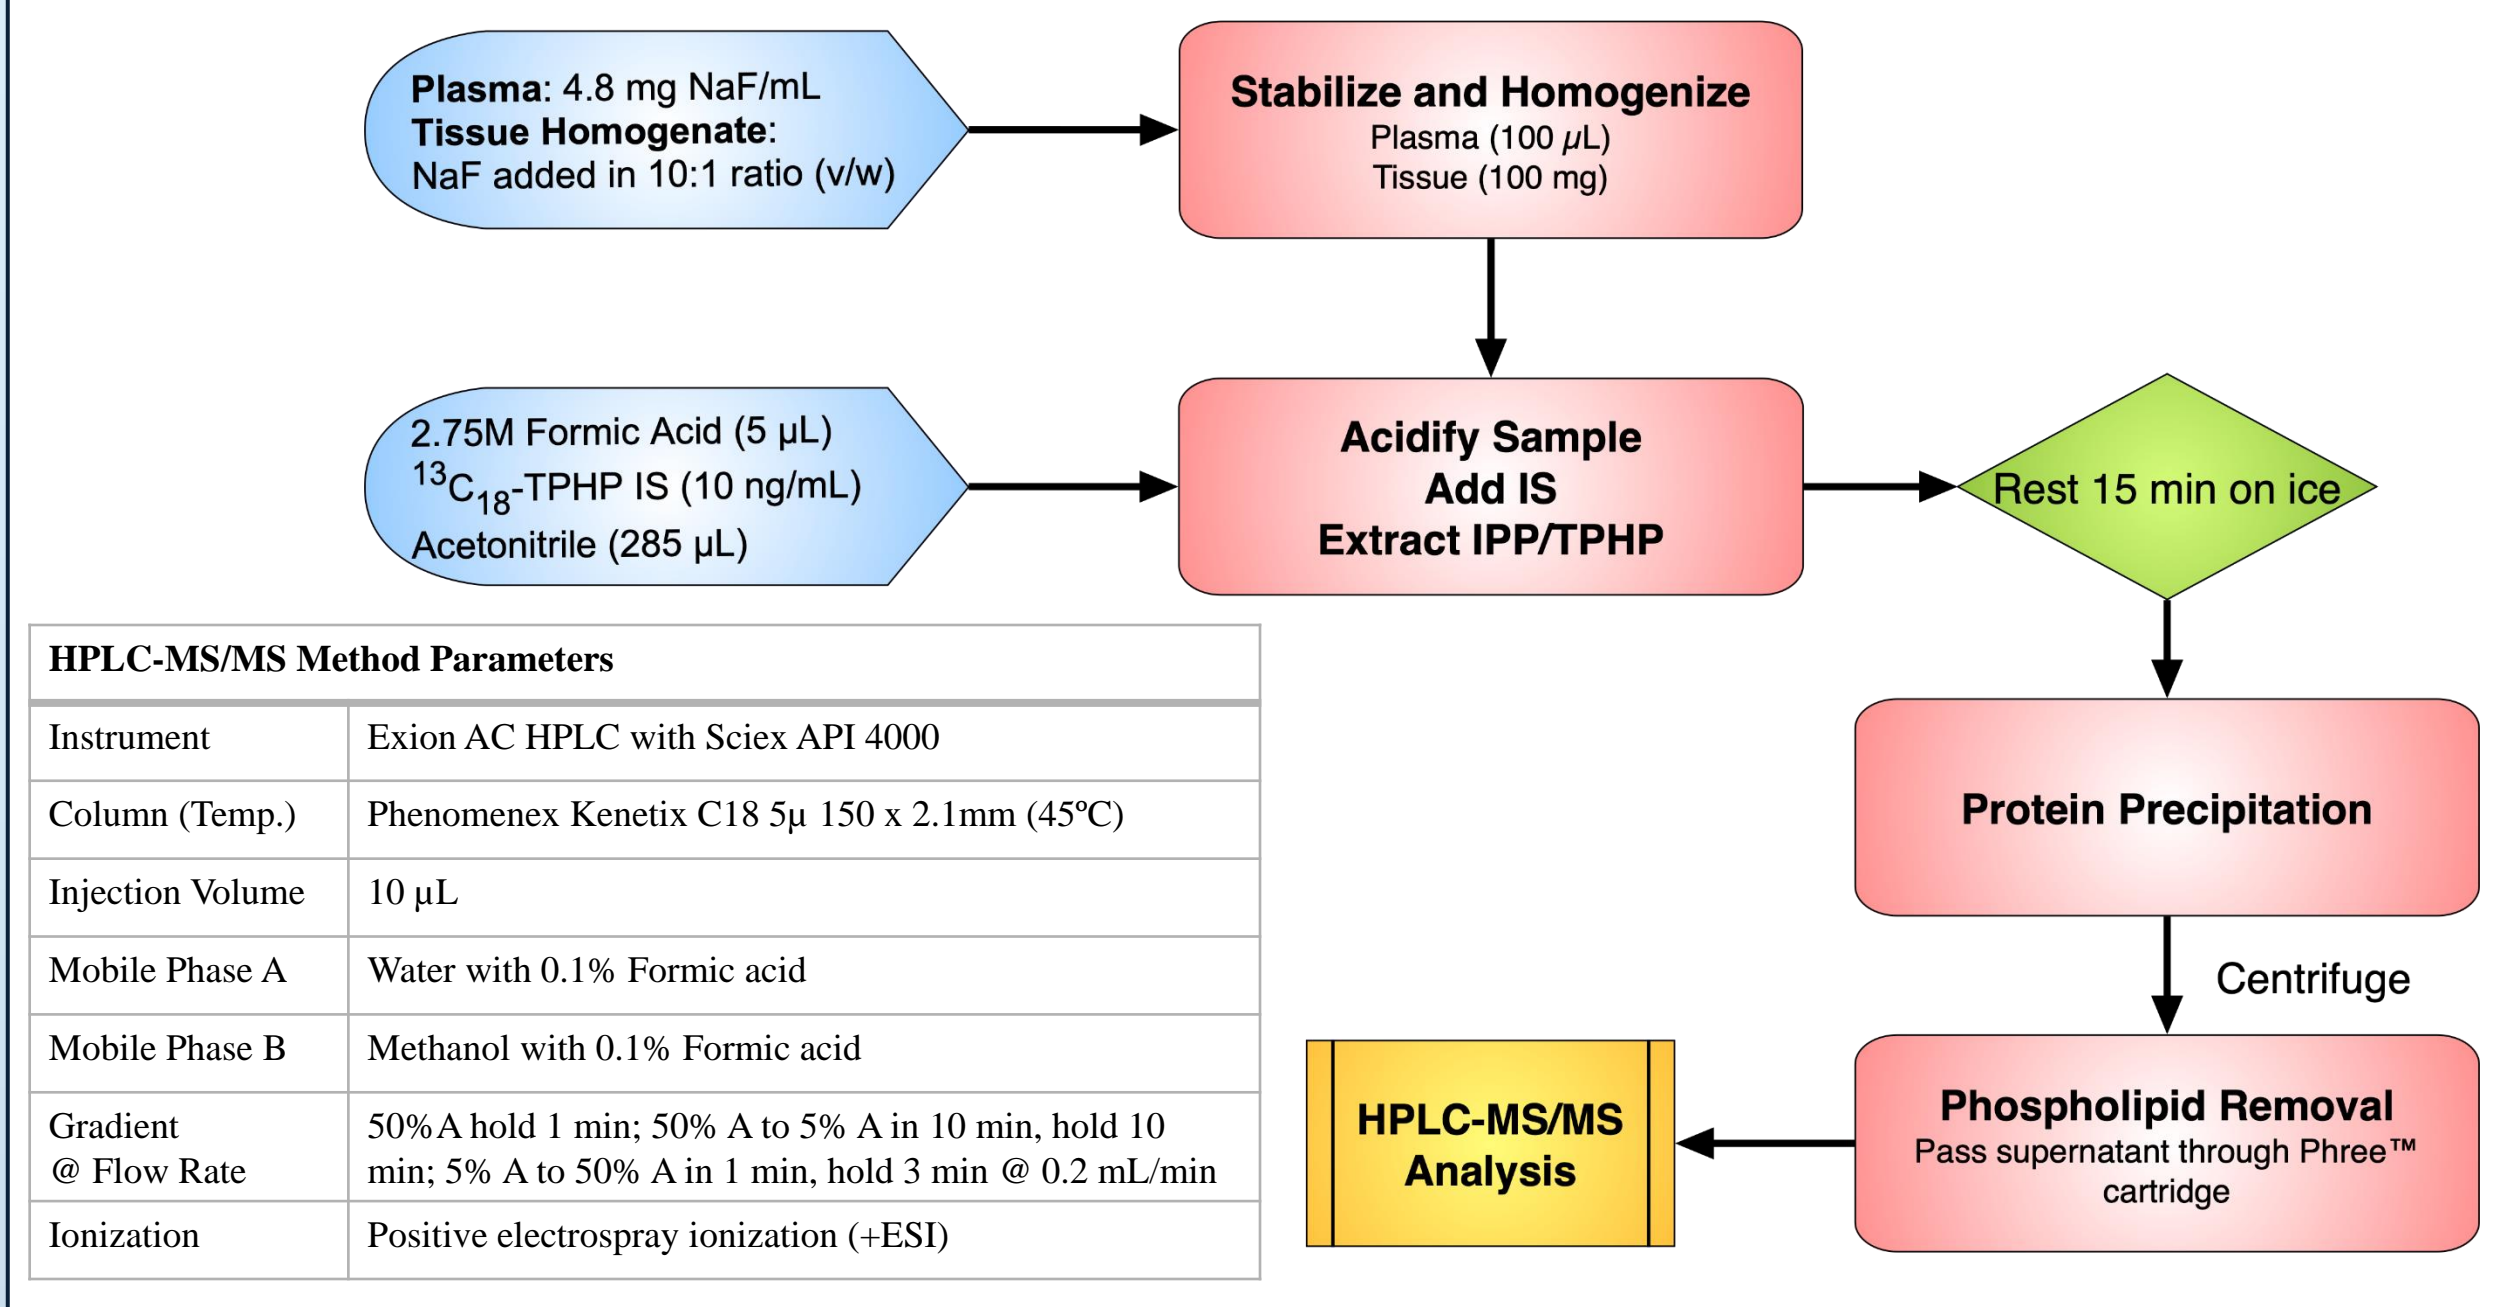 Plasma: 4.8 mg NaF/mL
Tissue Homogenate:
NaF added in 10:1 ratio (v/w)
Stabilize and Homogenize
Plasma (100 µL)
Tissue (100 mg)
2.75M Formic Acid (5 µL)
¹³C₁₈-TPHP IS (10 ng/mL)
Acetonitrile (285 µL)
Acidify Sample
Add IS
Extract IPP/TPHP
Rest 15 min on ice
Protein Precipitation
Centrifuge
Phospholipid Removal
Pass supernatant through Phree™
cartridge
HPLC-MS/MS
Analysis
HPLC-MS/MS Method Parameters
Instrument
Exion AC HPLC with Sciex API 4000
Column (Temp.)
Phenomenex Kenetix C18 5µ 150 x 2.1mm (45ºC)
Injection Volume
10 µL
Mobile Phase A
Water with 0.1% Formic acid
Mobile Phase B
Methanol with 0.1% Formic acid
Gradient
@ Flow Rate
50%A hold 1 min; 50% A to 5% A in 10 min, hold 10
min; 5% A to 50% A in 1 min, hold 3 min @ 0.2 mL/min
Ionization
Positive electrospray ionization (+ESI)